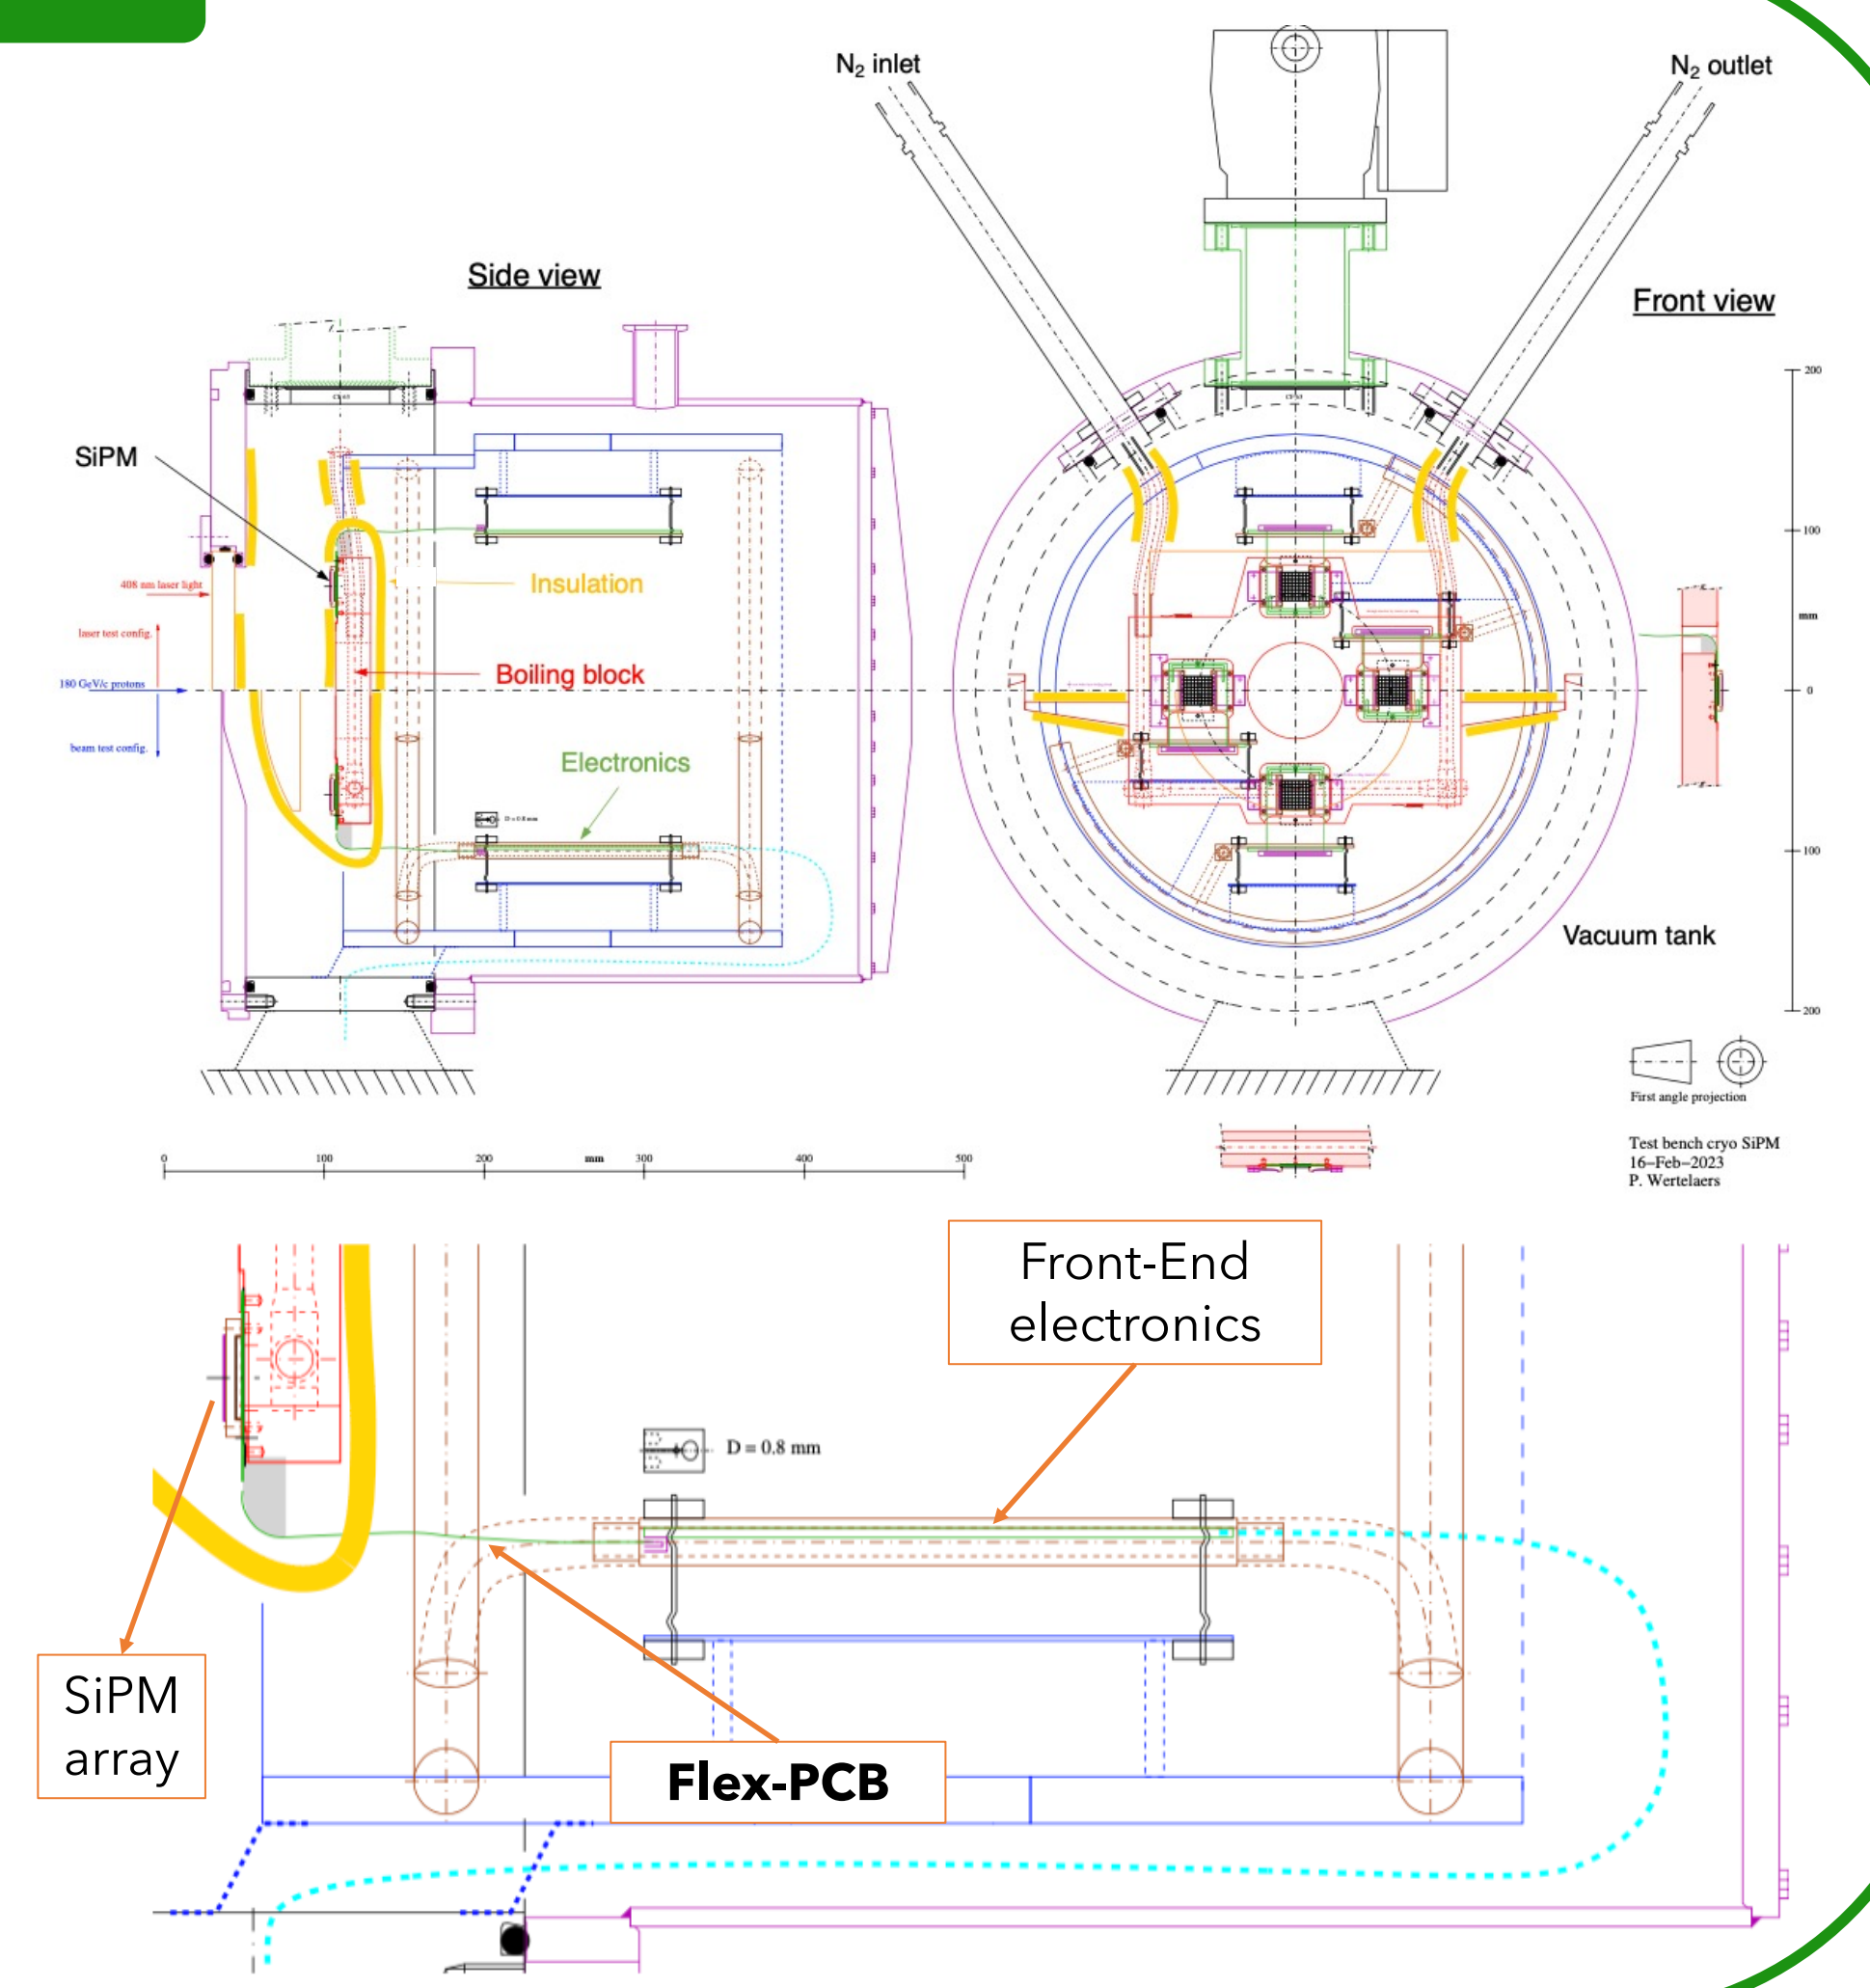 N₂ inlet
N₂ outlet
Side view
Front view
SiPM
408 nm laser light
laser test config.
180 GeV/c protons
beam test config.
Insulation
Boiling block
Electronics
D = 0.8 mm
200
100
mm
0
100
200
Vacuum tank
First angle projection
Test bench cryo SiPM
16–Feb–2023
P. Wertelaers
0
100
200
mm
300
400
500
Front-End
electronics
D = 0.8 mm
SiPM
array
Flex-PCB